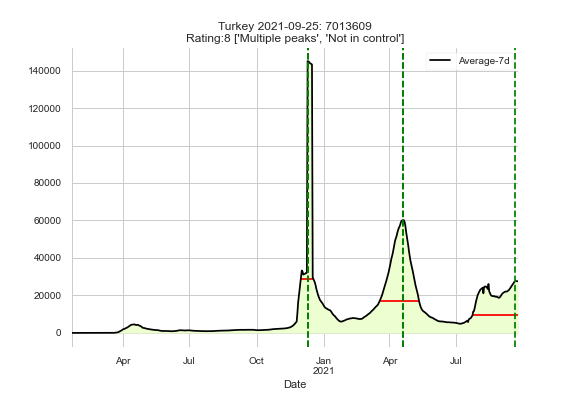 Turkey 2021-09-25: 7013609
Rating:8 ['Multiple peaks', 'Not in control']
Average-7d
140000
120000
100000
80000
60000
40000
20000
0
Apr
Jul
Oct
Jan
2021
Apr
Jul
Date